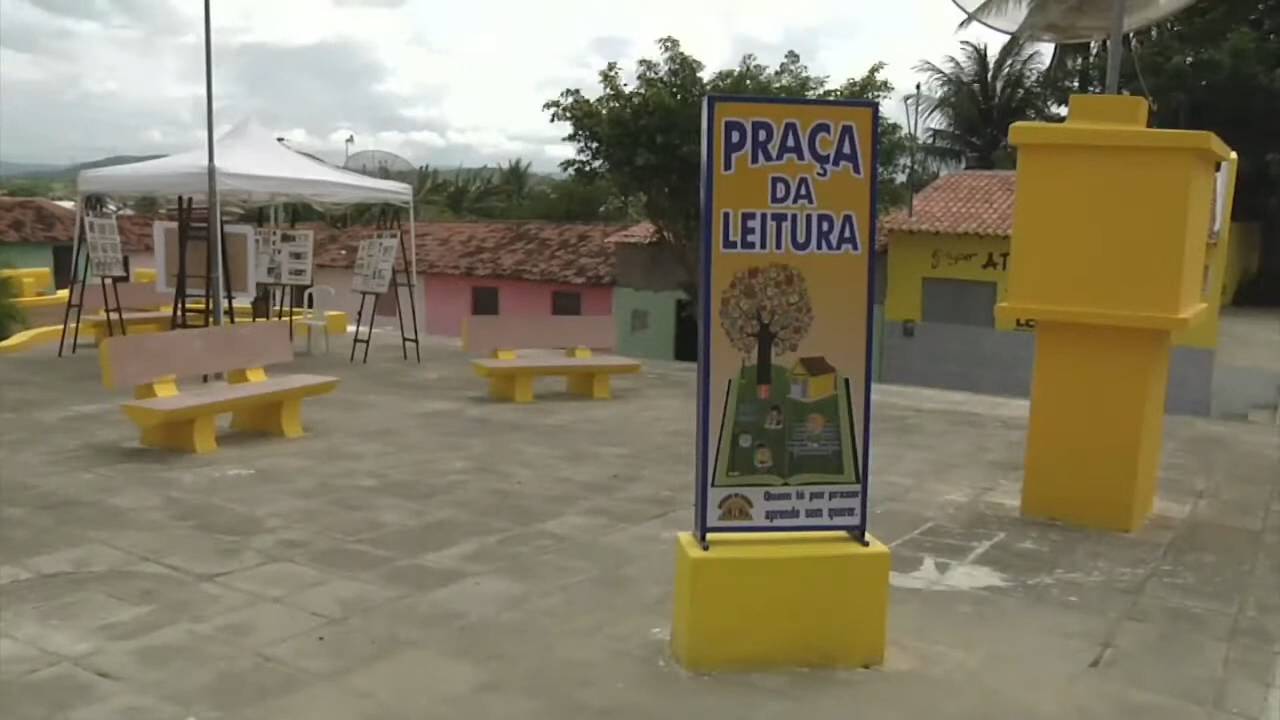 PRAÇA
DA
LEITURA
Quem lê por prazer
aprende sem querer.